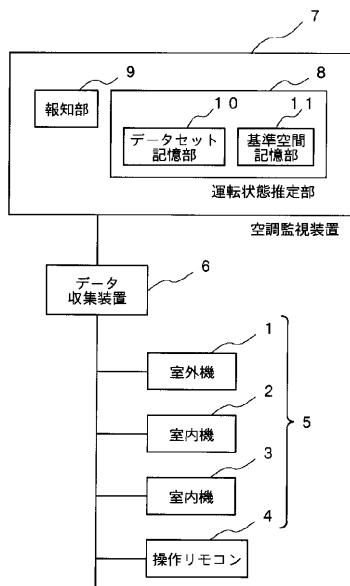 7
9
8
報知部
10
11
データセット
記憶部
基準空間
記憶部
運転状態推定部
空調監視装置
データ
収集装置
6
1
室外機
2
室内機
5
3
室内機
4
操作リモコン